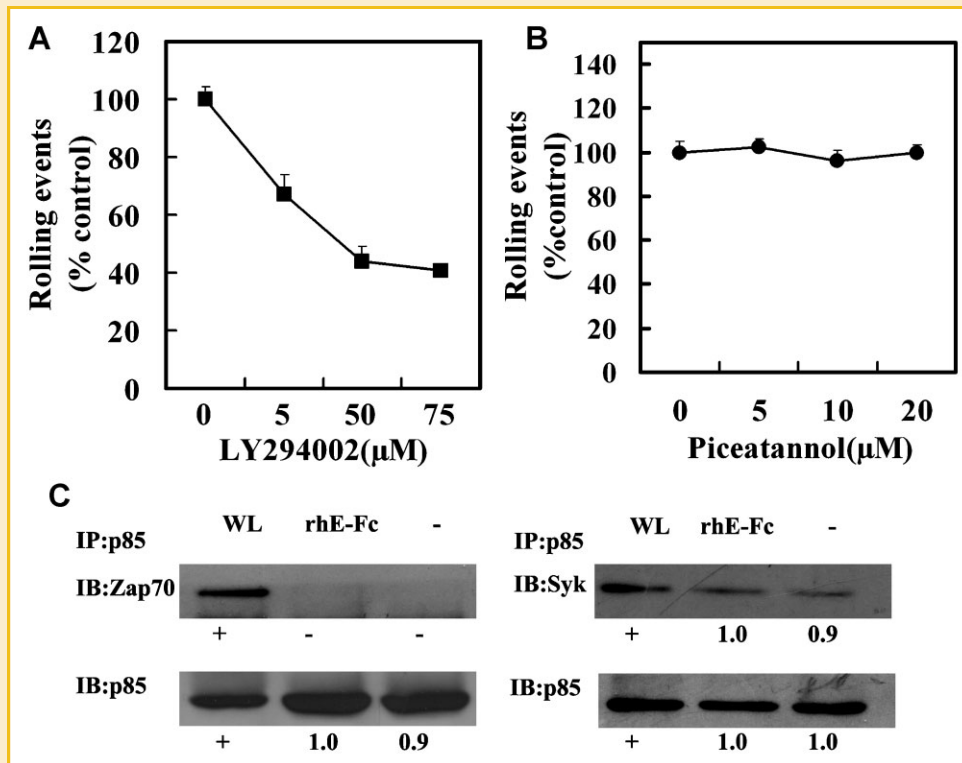 A
Rolling events
(% control)
120
100
80
60
40
20
0
0 5 50 75
LY294002(μM)
B
Rolling events
(%control)
140
120
100
80
60
40
20
0
0 5 10 20
Piceatannol(μM)
C
WL rhE-Fc -
IP:p85
IB:Zap70
+ - -
IB:p85
+ 1.0 0.9
WL rhE-Fc -
IP:p85
IB:Syk
+ 1.0 0.9
IB:p85
+ 1.0 1.0